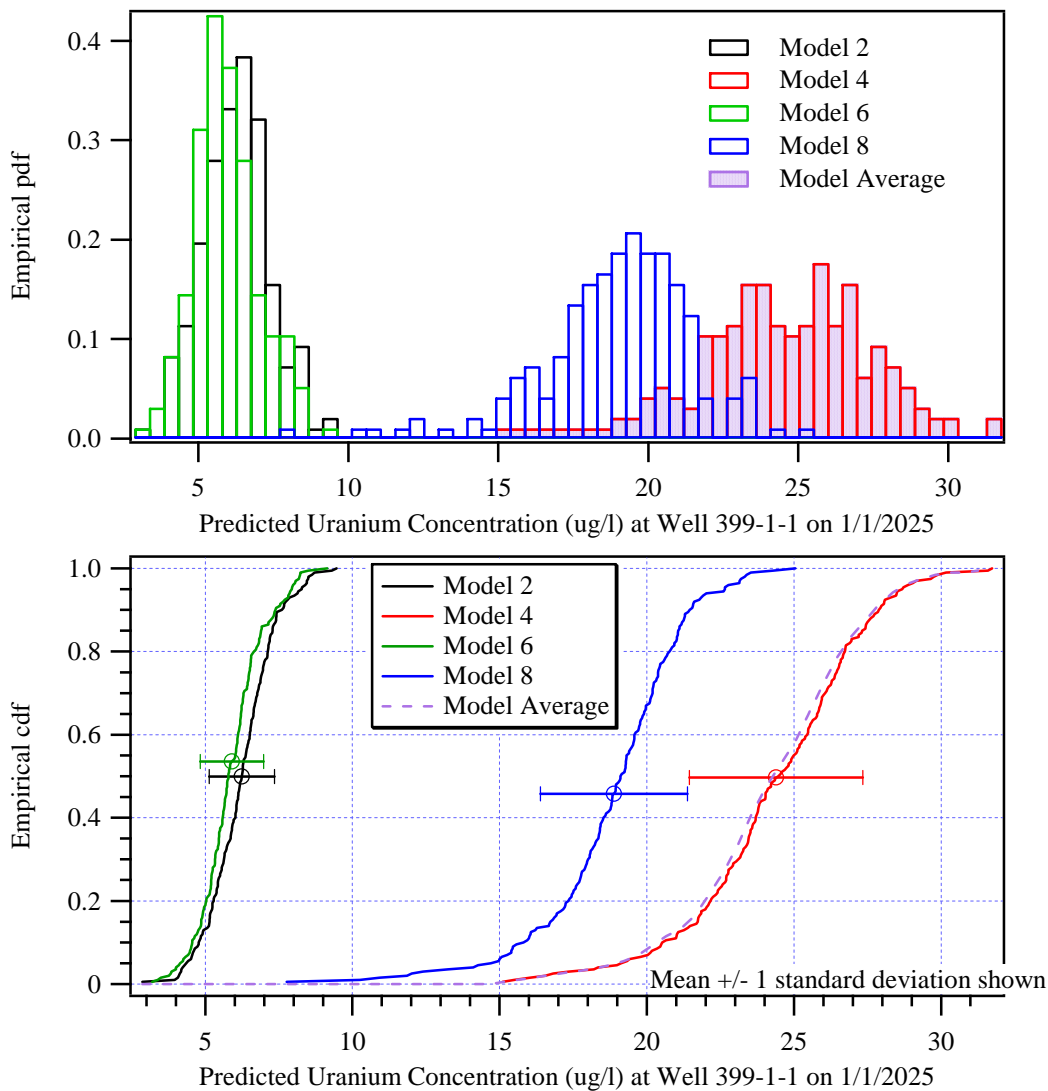 Empirical pdf
0.4
0.3
0.2
0.1
0.0
Model 2
Model 4
Model 6
Model 8
Model Average
5 10 15 20 25 30
Predicted Uranium Concentration (ug/l) at Well 399-1-1 on 1/1/2025
Empirical cdf
1.0
0.8
0.6
0.4
0.2
0
Model 2
Model 4
Model 6
Model 8
Model Average
Mean +/- 1 standard deviation shown
5 10 15 20 25 30
Predicted Uranium Concentration (ug/l) at Well 399-1-1 on 1/1/2025